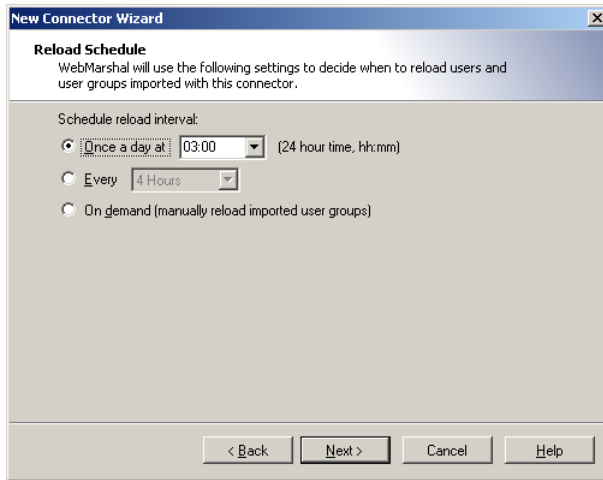 New Connector Wizard
Reload Schedule
WebMarshal will use the following settings to decide when to reload users and
user groups imported with this connector.
Schedule reload interval:
Once a day at 03:00 (24 hour time, hh:mm)
Every 4 Hours
On demand (manually reload imported user groups)
< Back Next > Cancel Help